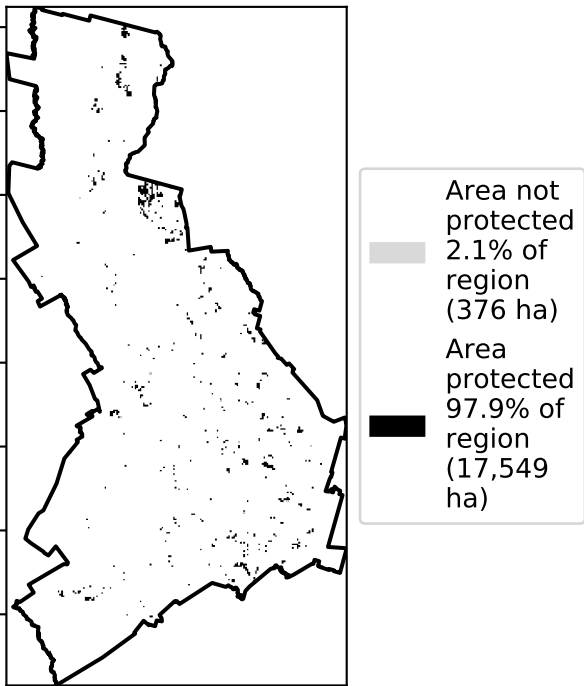 Area not
protected
2.1% of
region
(376 ha)
Area
protected
97.9% of
region
(17,549
ha)